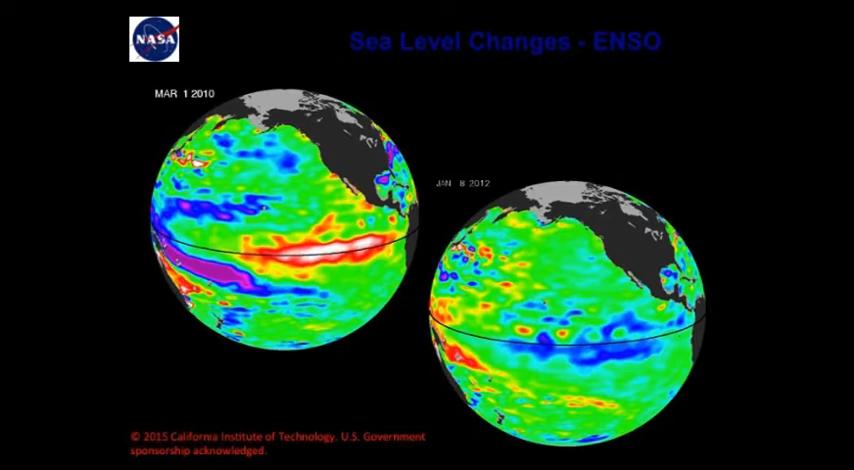 NASA
Sea Level Changes - ENSO
MAR 1 2010
JAN 8 2012
© 2015 California Institute of Technology. U.S. Government
sponsorship acknowledged.